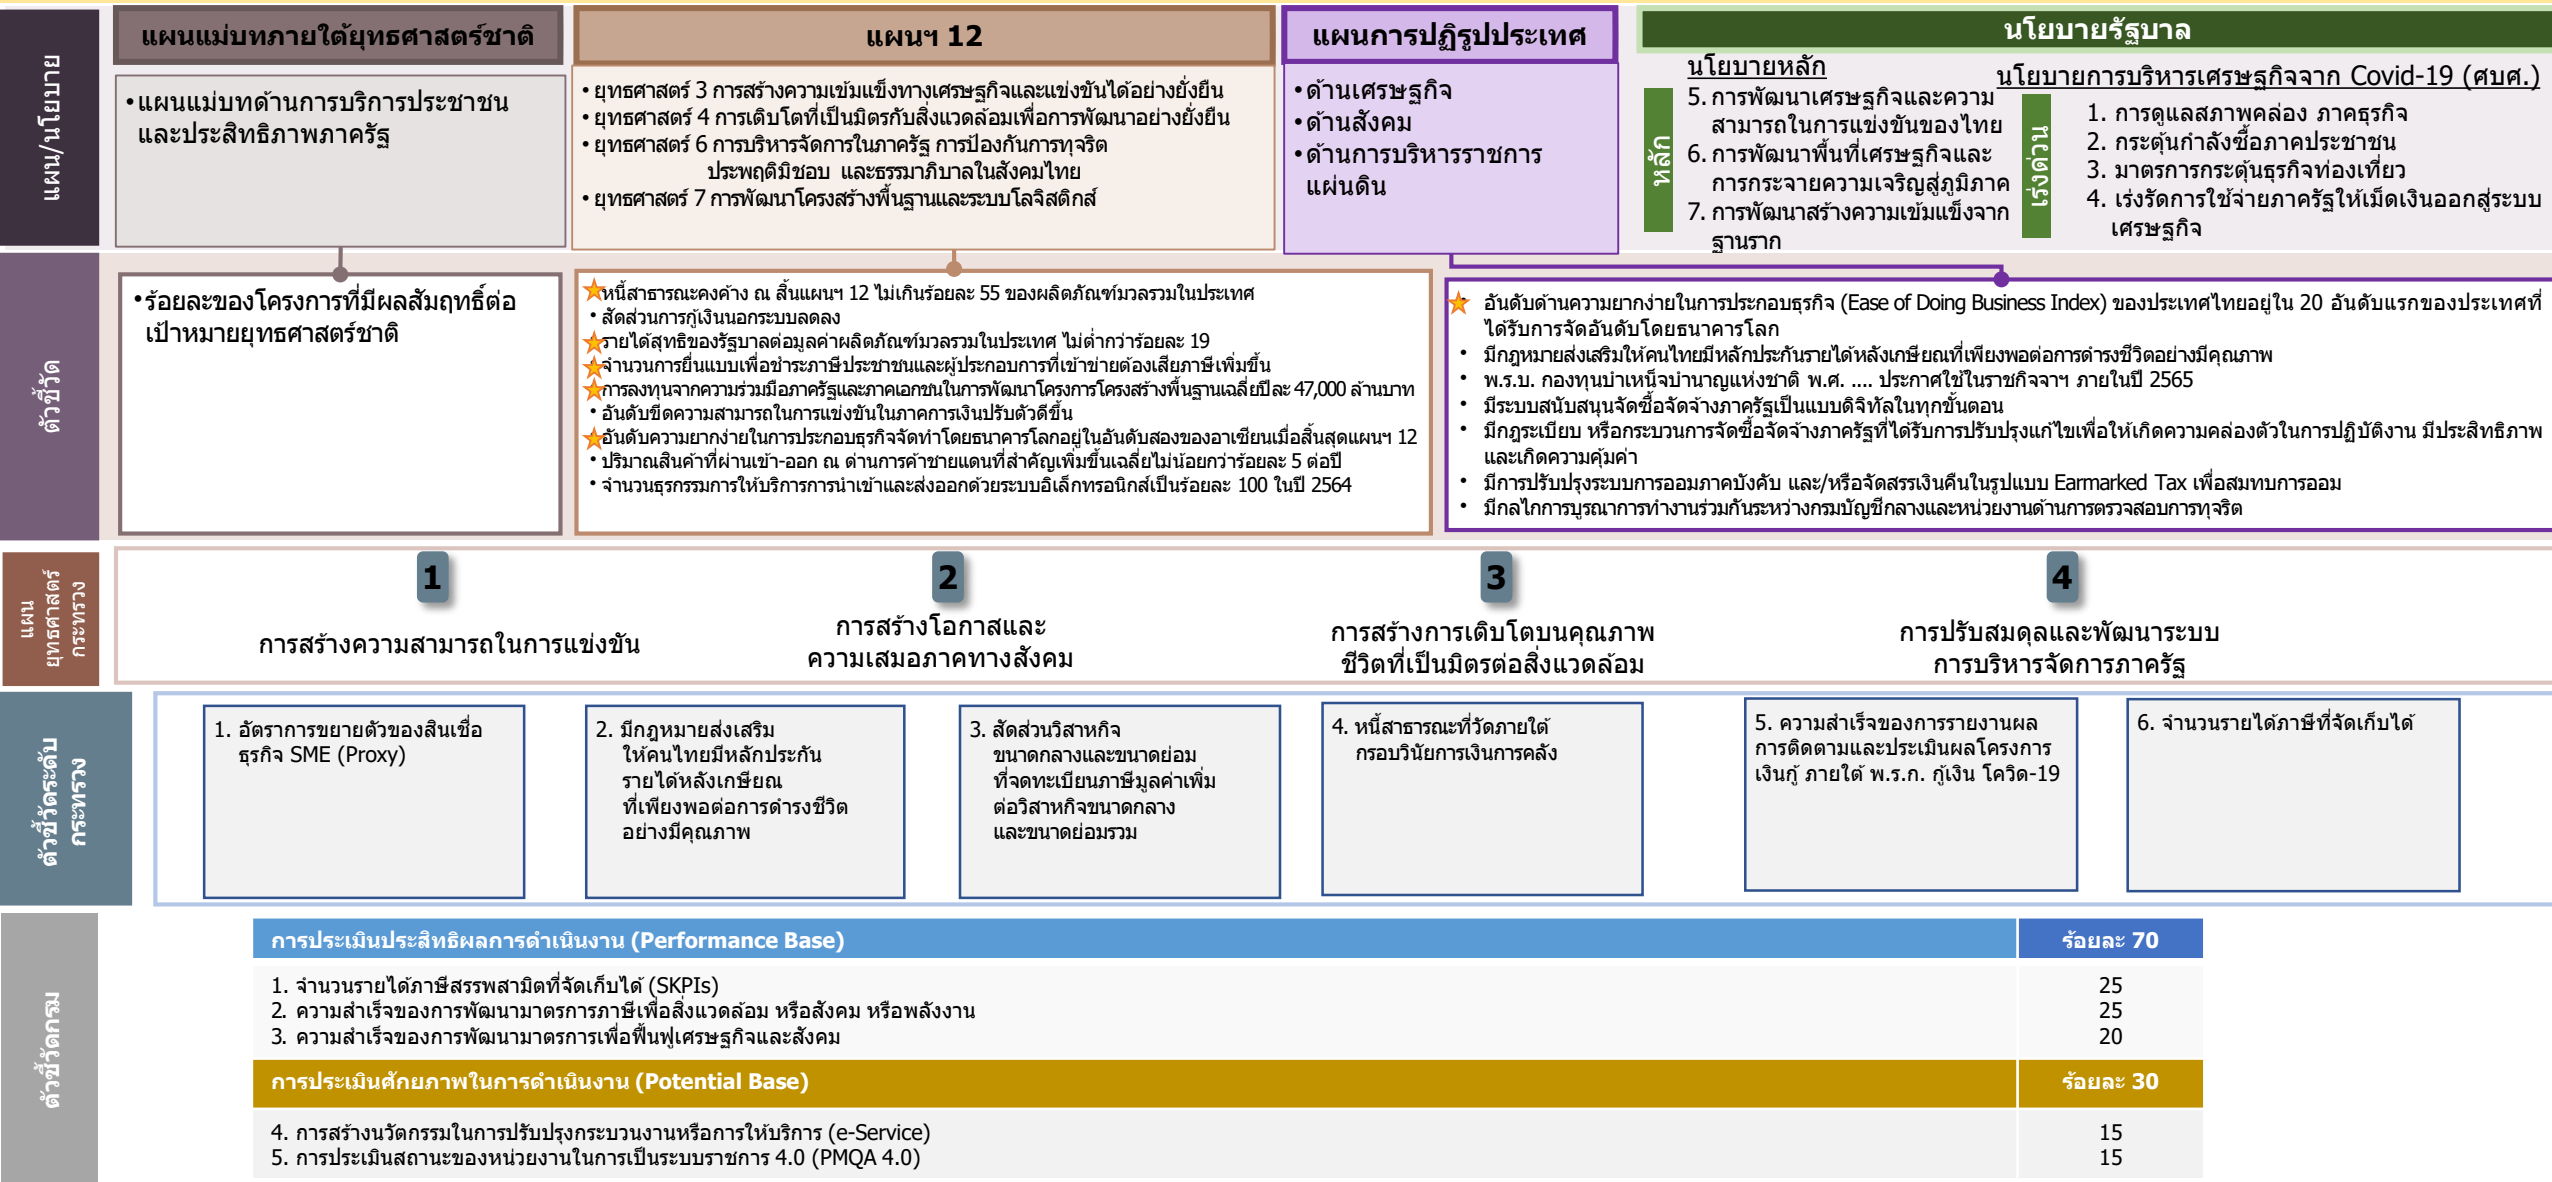 แผน/นโยบาย
แผนแม่บทภายใต้ยุทธศาสตร์ชาติ
•แผนแม่บทด้านการบริการประชาชน
และประสิทธิภาพภาครัฐ
แผนฯ 12
• ยุทธศาสตร์ 3 การสร้างความเข้มแข็งทางเศรษฐกิจและแข่งขันได้อย่างยั่งยืน
• ยุทธศาสตร์ 4 การเติบโตที่เป็นมิตรกับสิ่งแวดล้อมเพื่อการพัฒนาอย่างยั่งยืน
• ยุทธศาสตร์ 6 การบริหารจัดการในภาครัฐ การป้องกันการทุจริต
ประพฤติมิชอบ และธรรมาภิบาลในสังคมไทย
• ยุทธศาสตร์ 7 การพัฒนาโครงสร้างพื้นฐานและระบบโลจิสติกส์
แผนการปฏิรูปประเทศ
•ด้านเศรษฐกิจ
•ด้านสังคม
•ด้านการบริหารราชการ
แผ่นดิน
นโยบายรัฐบาล
นโยบายหลัก
หลัก
5. การพัฒนาเศรษฐกิจและความ
สามารถในการแข่งขันของไทย
6. การพัฒนาพื้นที่เศรษฐกิจและ
การกระจายความเจริญสู่ภูมิภาค
7. การพัฒนาสร้างความเข้มแข็งจาก
ฐานราก
นโยบายการบริหารเศรษฐกิจจาก Covid-19 (ศบศ.)
เร่งด่วน
1. การดูแลสภาพคล่อง ภาคธุรกิจ
2. กระตุ้นกำลังซื้อภาคประชาชน
3. มาตรการกระตุ้นธุรกิจท่องเที่ยว
4. เร่งรัดการใช้จ่ายภาครัฐให้เม็ดเงินออกสู่ระบบ
เศรษฐกิจ
ตัวชี้วัด
•ร้อยละของโครงการที่มีผลสัมฤทธิ์ต่อ
เป้าหมายยุทธศาสตร์ชาติ
หนี้สาธารณะคงค้าง ณ สิ้นแผนฯ 12 ไม่เกินร้อยละ 55 ของผลิตภัณฑ์มวลรวมในประเทศ
• สัดส่วนการกู้เงินนอกระบบลดลง
รายได้สุทธิของรัฐบาลต่อมูลค่าผลิตภัณฑ์มวลรวมในประเทศ ไม่ต่ำกว่าร้อยละ 19
จำนวนการยื่นแบบเพื่อชำระภาษีประชาชนและผู้ประกอบการที่เข้าข่ายต้องเสียภาษีเพิ่มขึ้น
การลงทุนจากความร่วมมือภาครัฐและภาคเอกชนในการพัฒนาโครงการโครงสร้างพื้นฐานเฉลี่ยปีละ 47,000 ล้านบาท
• อันดับขีดความสามารถในการแข่งขันในภาคการเงินปรับตัวดีขึ้น
อันดับความยากง่ายในการประกอบธุรกิจจัดทำโดยธนาคารโลกอยู่ในอันดับสองของอาเซียนเมื่อสิ้นสุดแผนฯ 12
• ปริมาณสินค้าที่ผ่านเข้า-ออก ณ ด่านการค้าชายแดนที่สำคัญเพิ่มขึ้นเฉลี่ยไม่น้อยกว่าร้อยละ 5 ต่อปี
• จำนวนธุรกรรมการให้บริการการนำเข้าและส่งออกด้วยระบบอิเล็กทรอนิกส์เป็นร้อยละ 100 ในปี 2564
อันดับด้านความยากง่ายในการประกอบธุรกิจ (Ease of Doing Business Index) ของประเทศไทยอยู่ใน 20 อันดับแรกของประเทศที่
ได้รับการจัดอันดับโดยธนาคารโลก
• มีกฎหมายส่งเสริมให้คนไทยมีหลักประกันรายได้หลังเกษียณที่เพียงพอต่อการดำรงชีวิตอย่างมีคุณภาพ
• พ.ร.บ. กองทุนบำเหน็จบำนาญแห่งชาติ พ.ศ. .... ประกาศใช้ในราชกิจจาฯ ภายในปี 2565
• มีระบบสนับสนุนจัดซื้อจัดจ้างภาครัฐเป็นแบบดิจิทัลในทุกขั้นตอน
• มีกฎระเบียบ หรือกระบวนการจัดซื้อจัดจ้างภาครัฐที่ได้รับการปรับปรุงแก้ไขเพื่อให้เกิดความคล่องตัวในการปฏิบัติงาน มีประสิทธิภาพ
และเกิดความคุ้มค่า
• มีการปรับปรุงระบบการออมภาคบังคับ และ/หรือจัดสรรเงินคืนในรูปแบบ Earmarked Tax เพื่อสมทบการออม
• มีกลไกการบูรณาการทำงานร่วมกันระหว่างกรมบัญชีกลางและหน่วยงานด้านการตรวจสอบการทุจริต
แผน
ยุทธศาสตร์
กระทรวง
1
การสร้างความสามารถในการแข่งขัน
2
การสร้างโอกาสและ
ความเสมอภาคทางสังคม
3
การสร้างการเติบโตบนคุณภาพ
ชีวิตที่เป็นมิตรต่อสิ่งแวดล้อม
4
การปรับสมดุลและพัฒนาระบบ
การบริหารจัดการภาครัฐ
ตัวชี้วัดระดับ
กระทรวง
1. อัตราการขยายตัวของสินเชื่อ
ธุรกิจ SME (Proxy)
2. มีกฎหมายส่งเสริม
ให้คนไทยมีหลักประกัน
รายได้หลังเกษียณ
ที่เพียงพอต่อการดำรงชีวิต
อย่างมีคุณภาพ
3. สัดส่วนวิสาหกิจ
ขนาดกลางและขนาดย่อม
ที่จดทะเบียนภาษีมูลค่าเพิ่ม
ต่อวิสาหกิจขนาดกลาง
และขนาดย่อมรวม
4. หนี้สาธารณะที่วัดภายใต้
กรอบวินัยการเงินการคลัง
5. ความสำเร็จของการรายงานผล
การติดตามและประเมินผลโครงการ
เงินกู้ ภายใต้ พ.ร.ก. กู้เงิน โควิด-19
6. จำนวนรายได้ภาษีที่จัดเก็บได้
ตัวชี้วัดกรม
การประเมินประสิทธิผลการดำเนินงาน (Performance Base) ร้อยละ 70
1. จำนวนรายได้ภาษีสรรพสามิตที่จัดเก็บได้ (SKPIs) 25
2. ความสำเร็จของการพัฒนามาตรการภาษีเพื่อสิ่งแวดล้อม หรือสังคม หรือพลังงาน 25
3. ความสำเร็จของการพัฒนามาตรการเพื่อฟื้นฟูเศรษฐกิจและสังคม 20
การประเมินศักยภาพในการดำเนินงาน (Potential Base) ร้อยละ 30
4. การสร้างนวัตกรรมในการปรับปรุงกระบวนงานหรือการให้บริการ (e-Service) 15
5. การประเมินสถานะของหน่วยงานในการเป็นระบบราชการ 4.0 (PMQA 4.0) 15